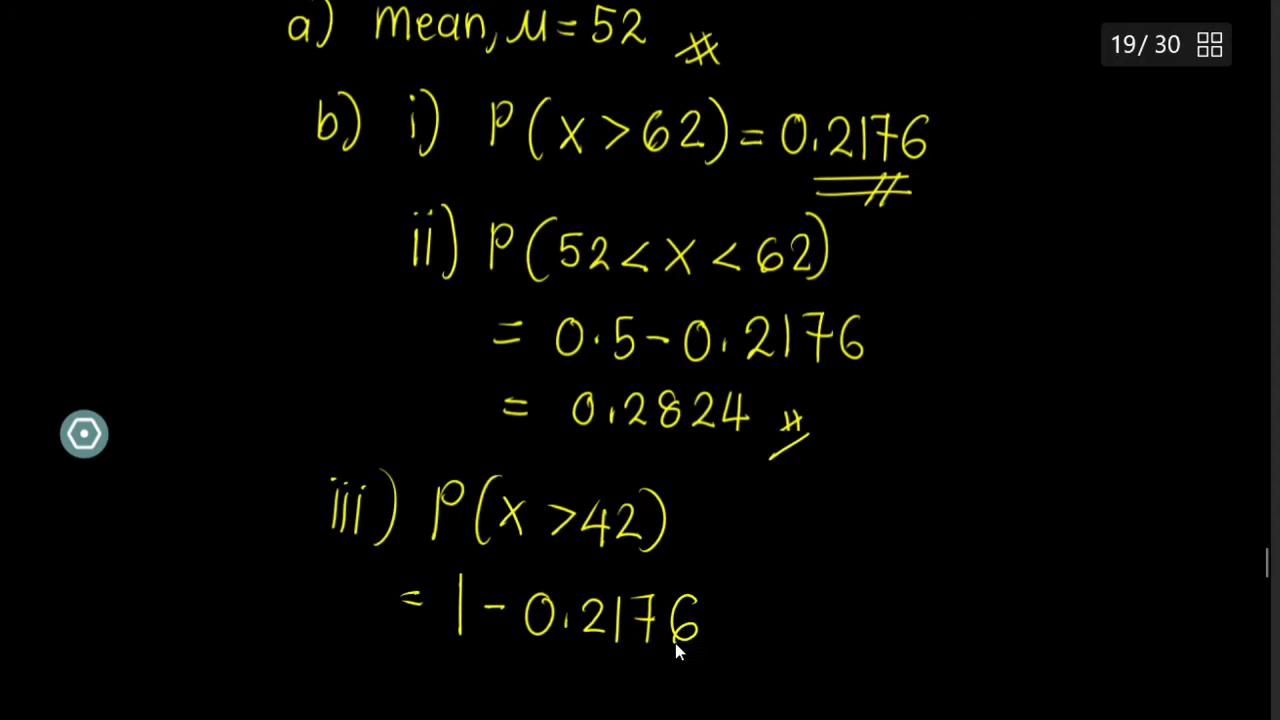 19/ 30
a) mean, μ = 52
b) i) P(x > 62) = 0.2176
ii) P(52 < x < 62)
= 0.5 - 0.2176
= 0.2824
iii) P(x > 42)
= 1 - 0.2176